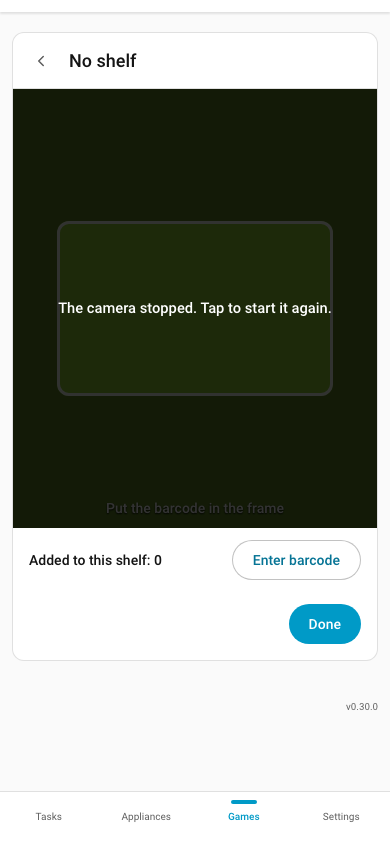 No shelf
The camera stopped. Tap to start it again.
Put the barcode in the frame
Added to this shelf: 0
Enter barcode
Done
v0.30.0
Tasks
Appliances
Games
Settings